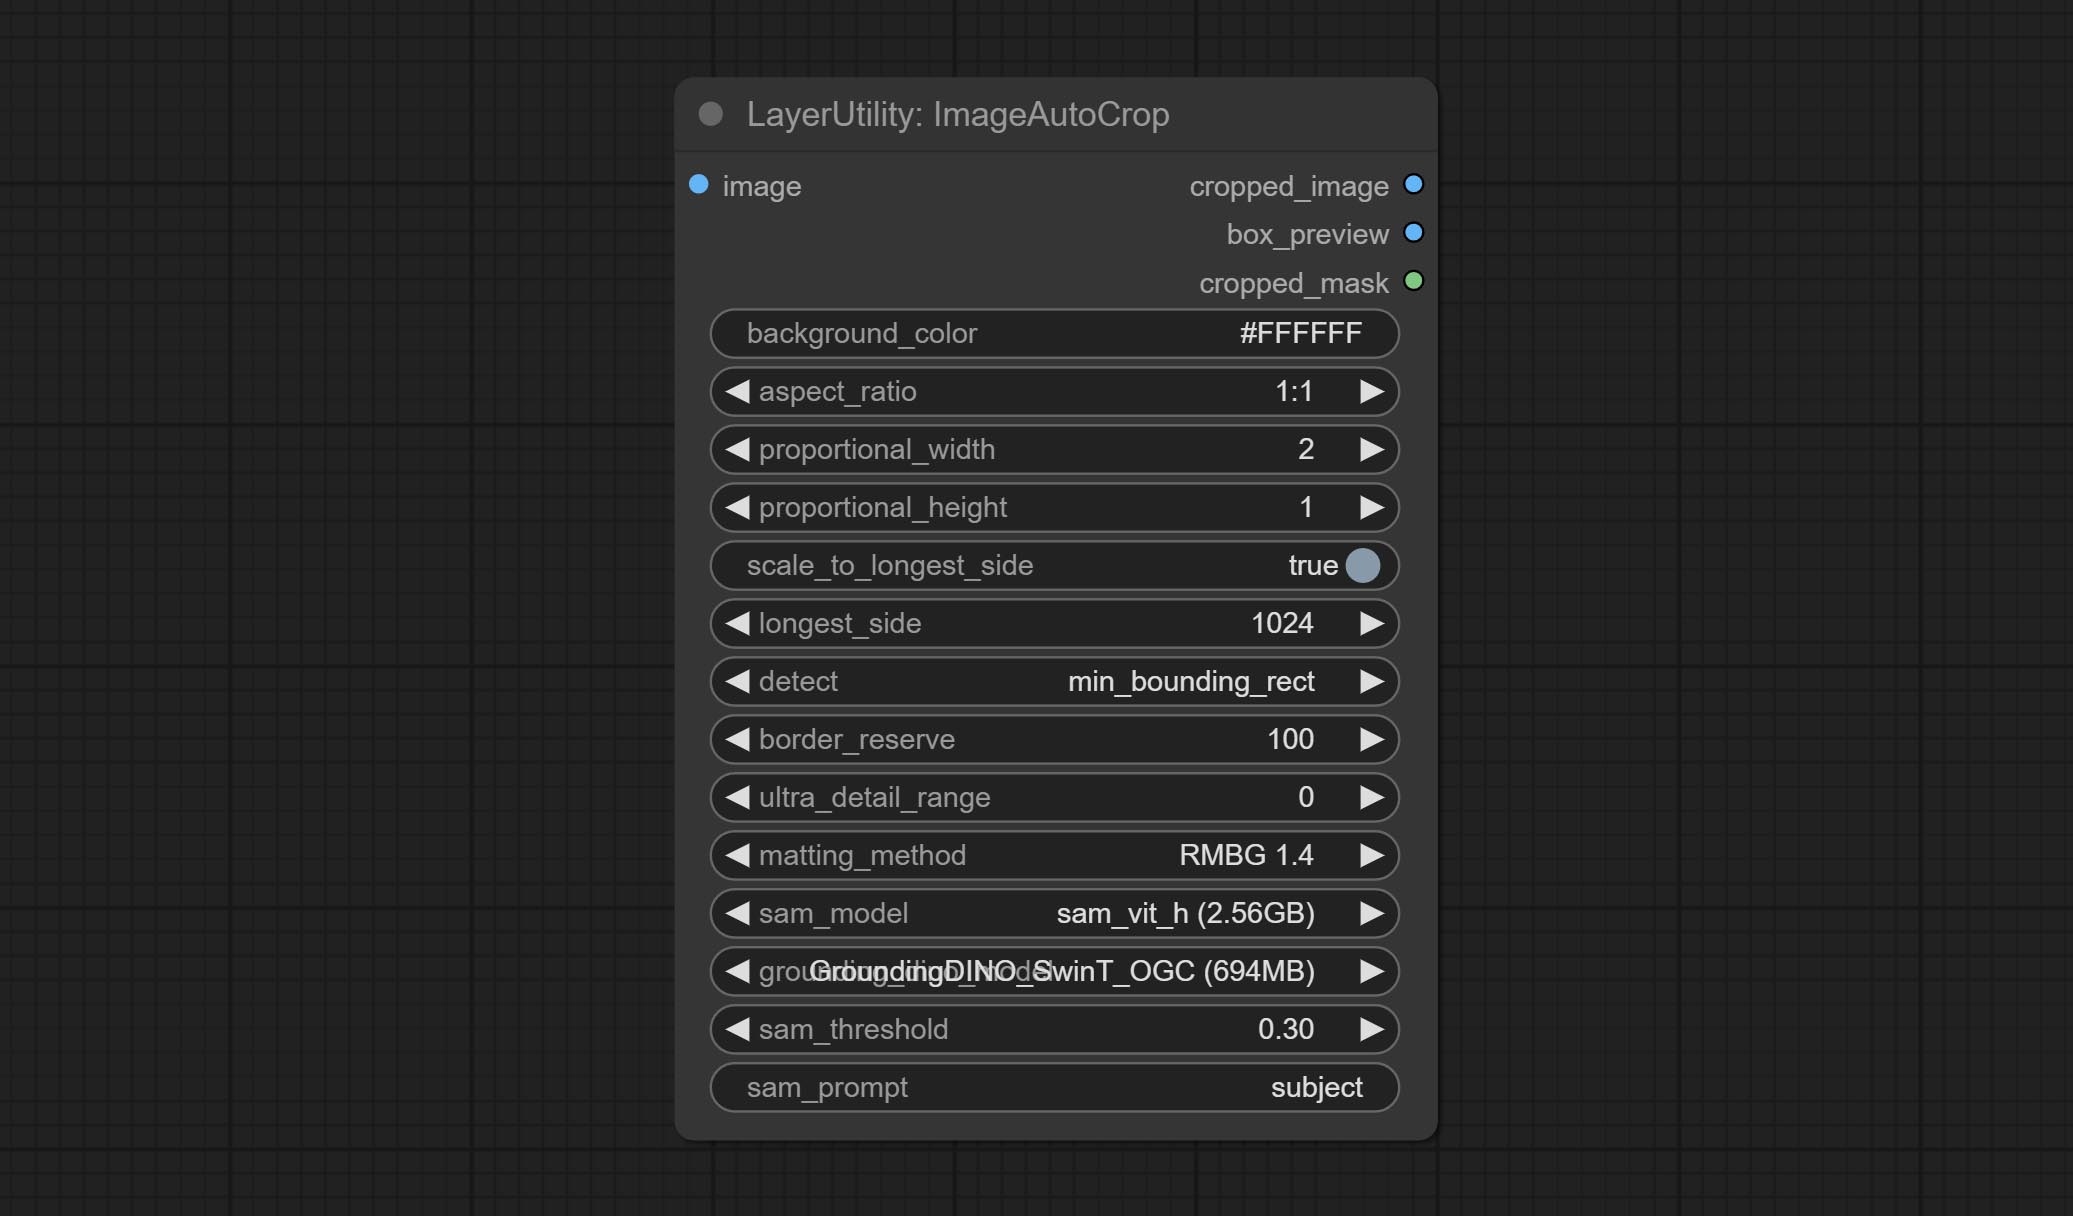 LayerUtility: ImageAutoCrop
image cropped_image
box_preview
cropped_mask
background_color #FFFFFF
aspect_ratio 1:1
proportional_width 2
proportional_height 1
scale_to_longest_side true
longest_side 1024
detect min_bounding_rect
border_reserve 100
ultra_detail_range 0
matting_method RMBG 1.4
sam_model sam_vit_h (2.56GB)
grounding_dino_model GroundingDINO_SwinT_OGC (694MB)
sam_threshold 0.30
sam_prompt subject